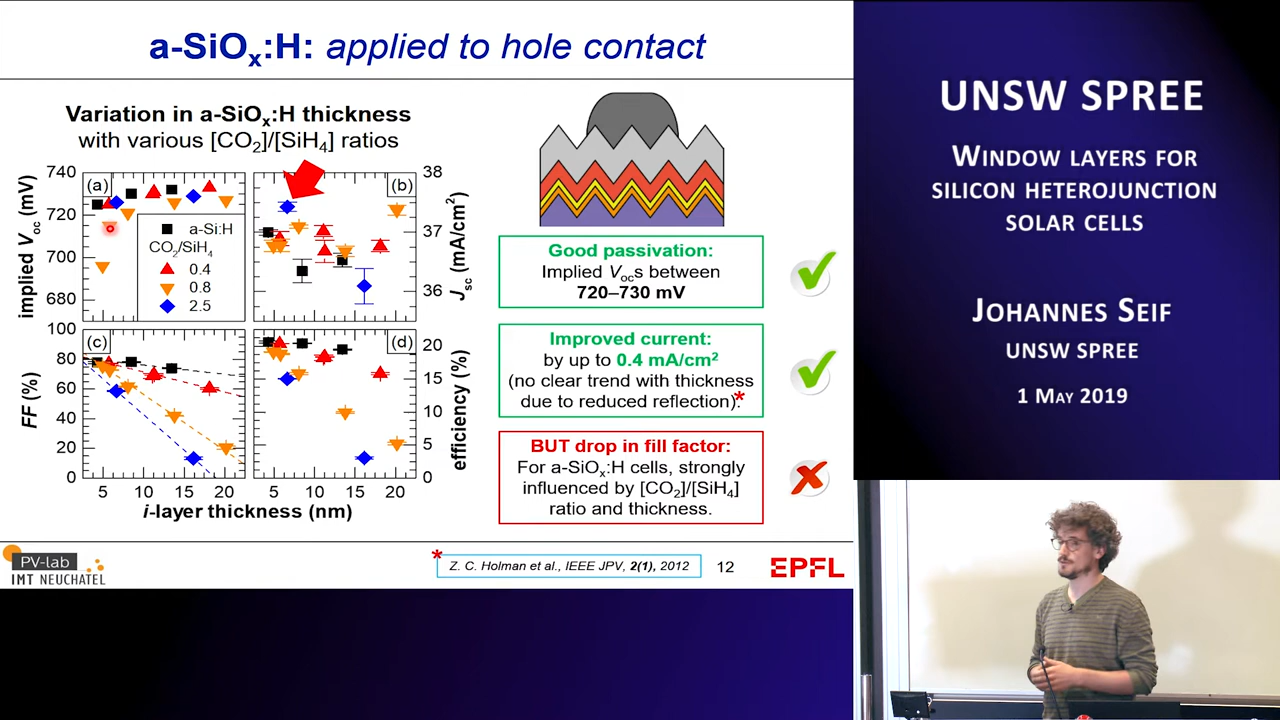 a-SiOx:H: applied to hole contact
Variation in a-SiOx:H thickness
with various [CO2]/[SiH4] ratios
740
720
700
680
implied Voc (mV)
(a)
a-Si:H
CO2/SiH4
0.4
0.8
2.5
(b)
38
37
36
Jsc (mA/cm²)
100
80
60
40
20
0
FF (%)
(c)
(d)
20
15
10
5
0
efficiency (%)
5 10 15 20
5 10 15 20
i-layer thickness (nm)
Good passivation:
Implied Vocs between
720–730 mV
Improved current:
by up to 0.4 mA/cm²
(no clear trend with thickness
due to reduced reflection).*
BUT drop in fill factor:
For a-SiOx:H cells, strongly
influenced by [CO2]/[SiH4]
ratio and thickness.
PV-lab
IMT NEUCHATEL
* Z. C. Holman et al., IEEE JPV, 2(1), 2012
12
EPFL
UNSW SPREE
WINDOW LAYERS FOR
SILICON HETEROJUNCTION
SOLAR CELLS
JOHANNES SEIF
UNSW SPREE
1 MAY 2019